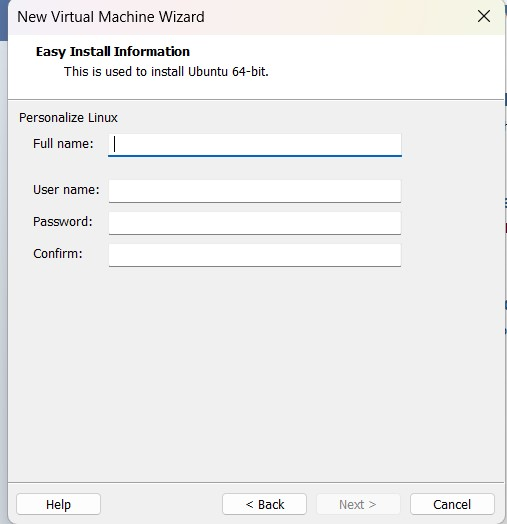 New Virtual Machine Wizard
Easy Install Information
This is used to install Ubuntu 64-bit.
Personalize Linux
Full name:
User name:
Password:
Confirm:
Help
< Back
Next >
Cancel